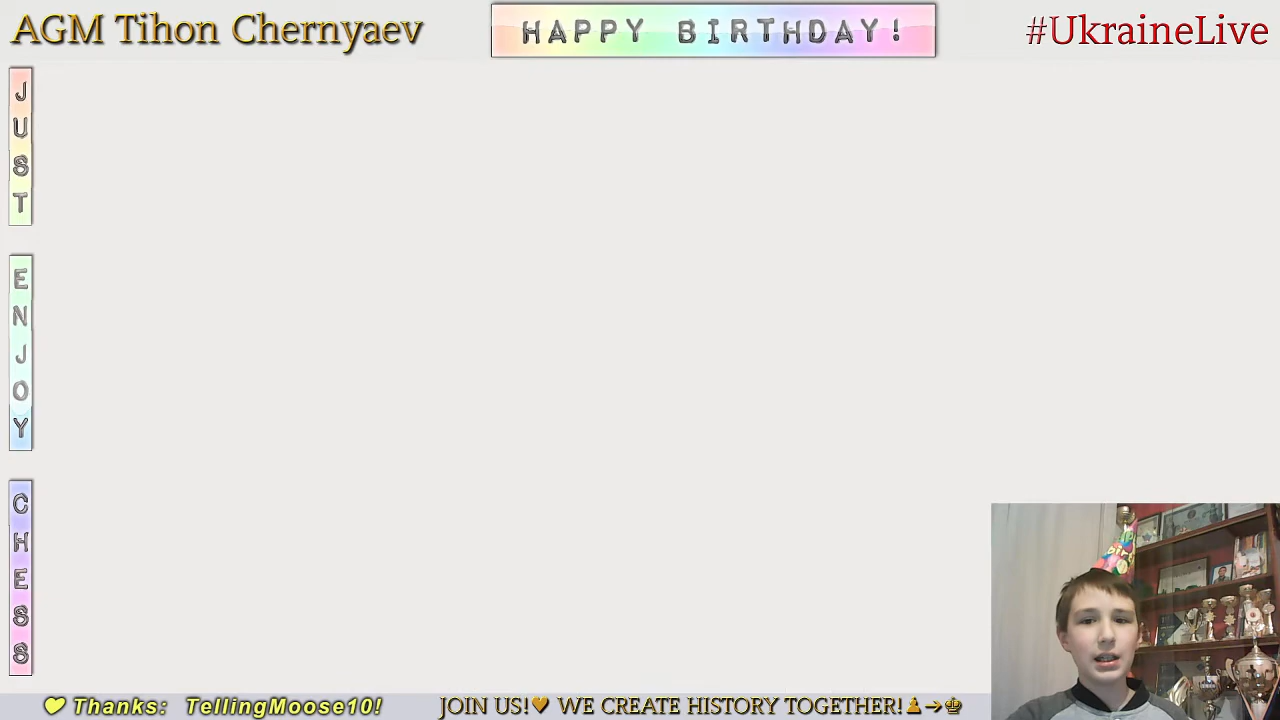 AGM Tihon Chernyaev
HAPPY BIRTHDAY!
#UkraineLive
JUST
ENJOY
CHESS
💛 Thanks: TellingMoose10!
JOIN US!🧡 WE CREATE HISTORY TOGETHER!♟→♚